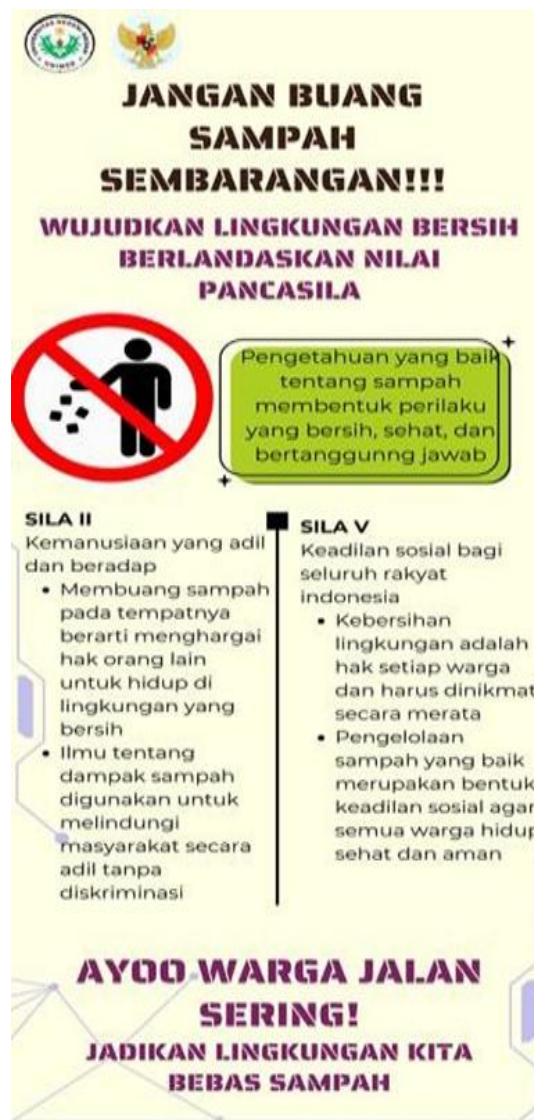 UNIVERSITAS NEGERI MEDAN
UNIMED
JANGAN BUANG
SAMPAH
SEMBARANGAN!!!
WUJUDKAN LINGKUNGAN BERSIH
BERLANDASKAN NILAI
PANCASILA
Pengetahuan yang baik
tentang sampah
membentuk perilaku
yang bersih, sehat, dan
bertanggunng jawab
SILA II
Kemanusiaan yang adil
dan beradap
• Membuang sampah
pada tempatnya
berarti menghargai
hak orang lain
untuk hidup di
lingkungan yang
bersih
• Ilmu tentang
dampak sampah
digunakan untuk
melindungi
masyarakat secara
adil tanpa
diskriminasi
SILA V
Keadilan sosial bagi
seluruh rakyat
indonesia
• Kebersihan
lingkungan adalah
hak setiap warga
dan harus dinikmat
secara merata
• Pengelolaan
sampah yang baik
merupakan bentuk
keadilan sosial agar
semua warga hidup
sehat dan aman
AYOO WARGA JALAN
SERING!
JADIKAN LINGKUNGAN KITA
BEBAS SAMPAH